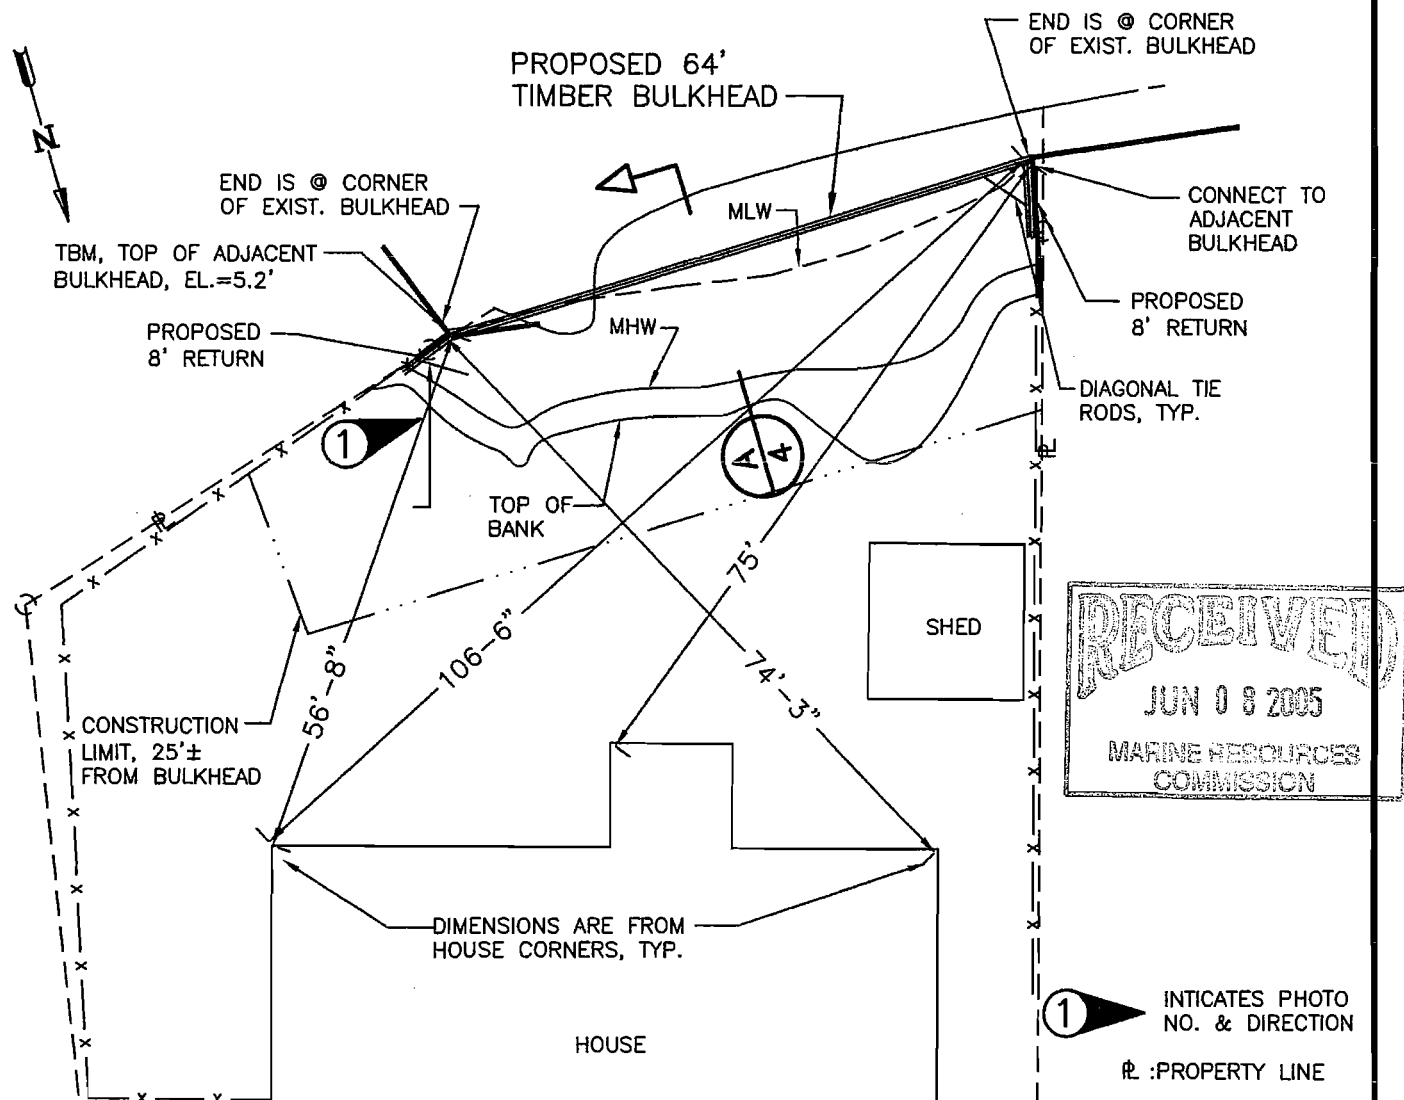 END IS @ CORNER
OF EXIST. BULKHEAD
PROPOSED 64'
TIMBER BULKHEAD
N
END IS @ CORNER
OF EXIST. BULKHEAD
MLW
CONNECT TO
ADJACENT
BULKHEAD
TBM, TOP OF ADJACENT
BULKHEAD, EL.=5.2'
PROPOSED
8' RETURN
MHW
PROPOSED
8' RETURN
DIAGONAL TIE
RODS, TYP.
1
A
4
PL
TOP OF
BANK
PL
75'
SHED
106-6"
74'-3"
56'-8"
RECEIVED
JUN 08 2005
MARINE RESOURCES
COMMISSION
CONSTRUCTION
LIMIT, 25'±
FROM BULKHEAD
DIMENSIONS ARE FROM
HOUSE CORNERS, TYP.
HOUSE
1
INTICATES PHOTO
NO. & DIRECTION
PL :PROPERTY LINE